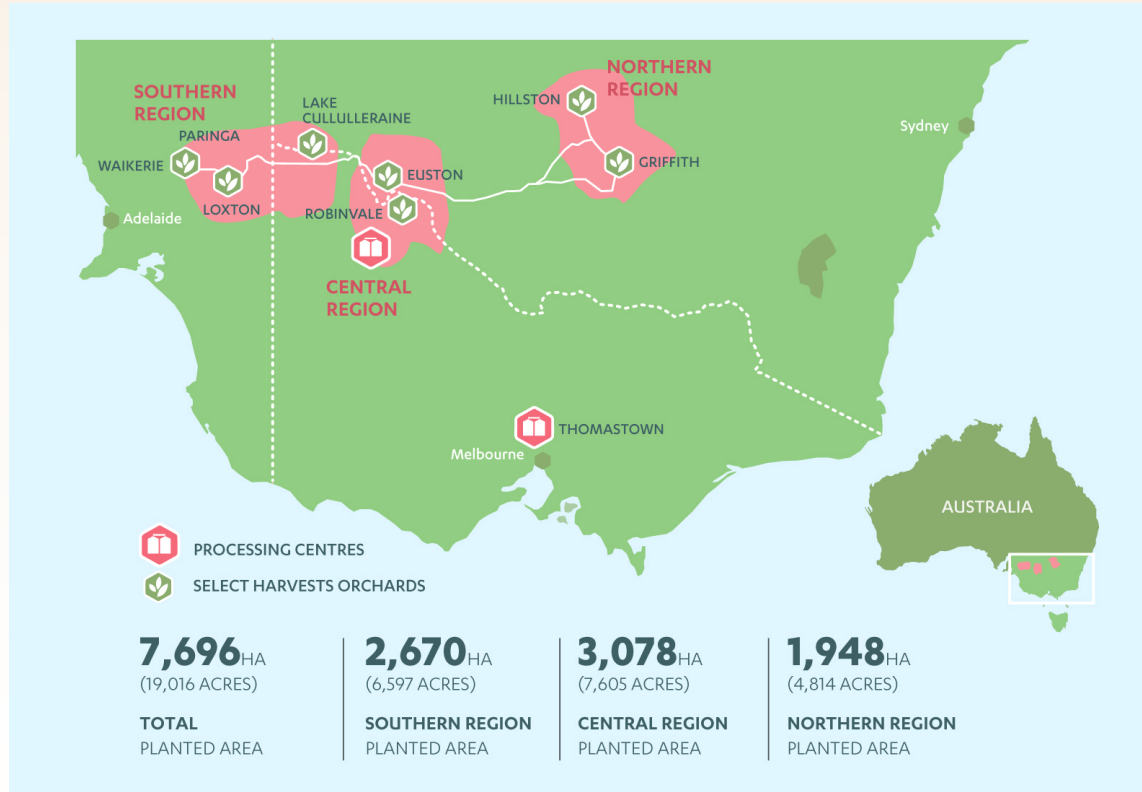 NORTHERN
REGION
SOUTHERN
REGION
HILLSTON
LAKE
CULLULLERAINE
Sydney
PARINGA
WAIKERIE
GRIFFITH
EUSTON
LOXTON
ROBINVALE
Adelaide
CENTRAL
REGION
THOMASTOWN
Melbourne
AUSTRALIA
PROCESSING CENTRES
SELECT HARVESTS ORCHARDS
7,696HA
(19,016 ACRES)
TOTAL
PLANTED AREA
2,670HA
(6,597 ACRES)
SOUTHERN REGION
PLANTED AREA
3,078HA
(7,605 ACRES)
CENTRAL REGION
PLANTED AREA
1,948HA
(4,814 ACRES)
NORTHERN REGION
PLANTED AREA